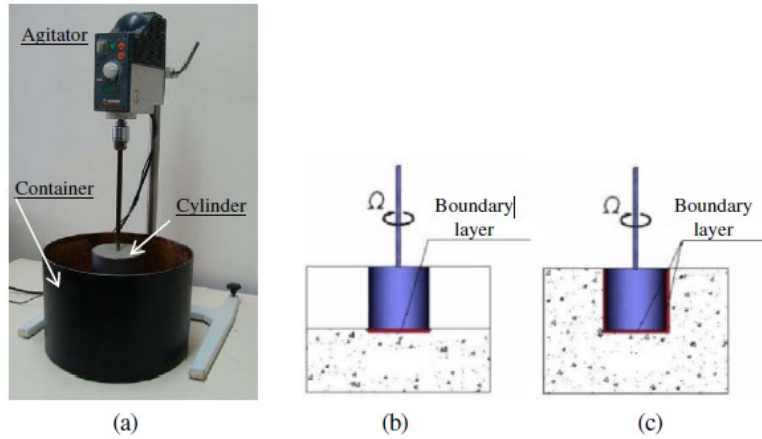 Agitator
Container
Cylinder
(a)
Ω
Boundary
layer
(b)
Ω
Boundary
layer
(c)